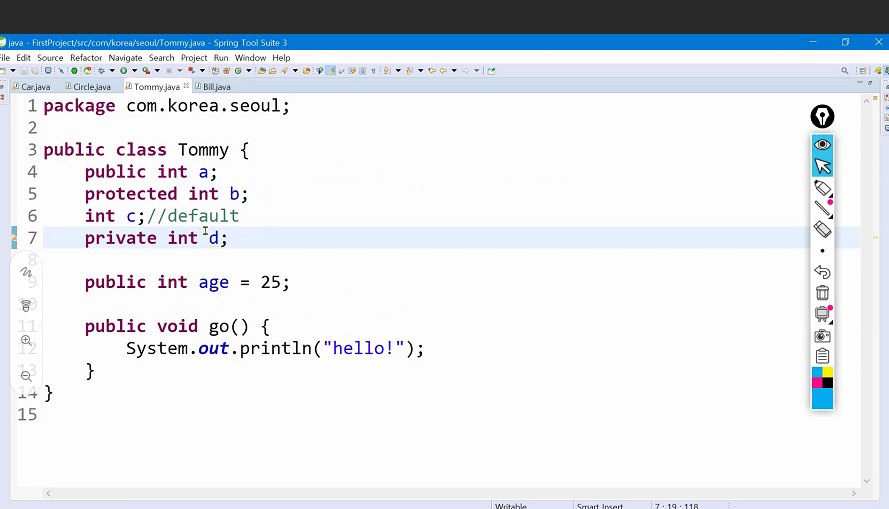 java - FirstProject/src/com/korea/seoul/Tommy.java - Spring Tool Suite 3
File Edit Source Refactor Navigate Search Project Run Window Help
Car.java Circle.java Tommy.java Bill.java
1 package com.korea.seoul;
2
3 public class Tommy {
4 public int a;
5 protected int b;
6 int c;//default
7 private int d;
8
9 public int age = 25;
10
11 public void go() {
12 System.out.println("hello!");
13 }
14 }
15
Writable Smart Insert 7 : 19 : 118